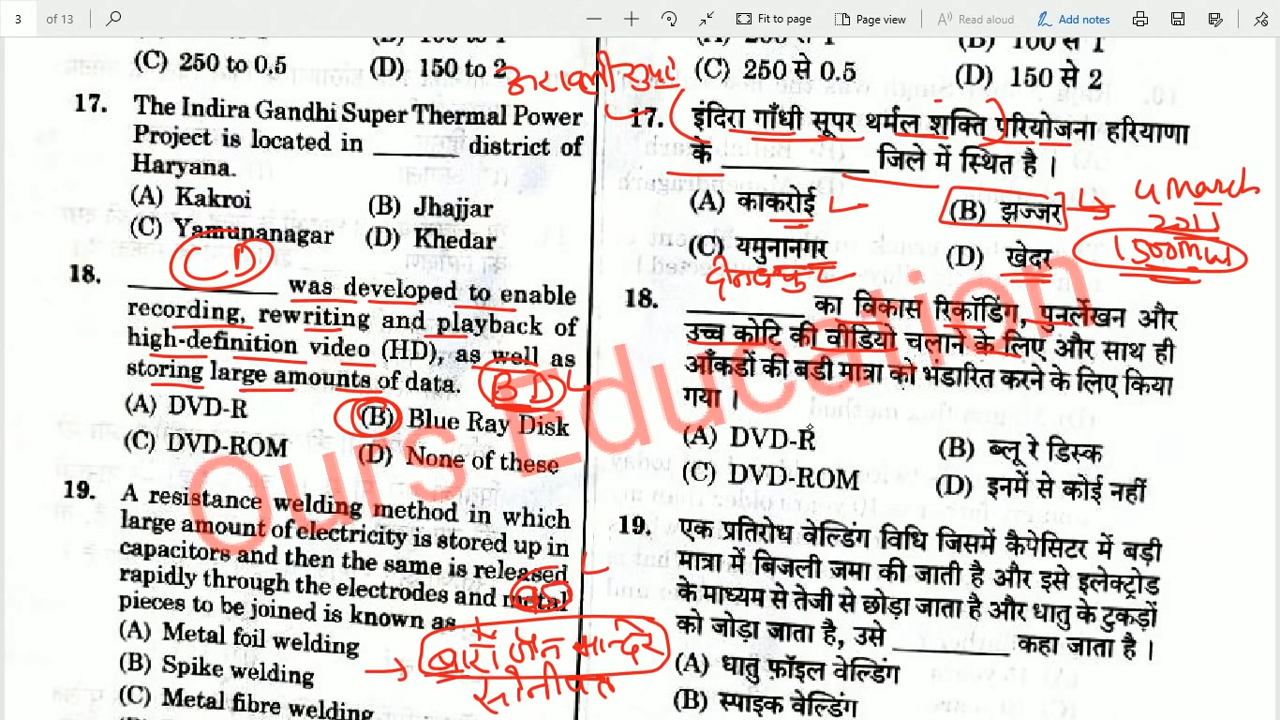 3 of 13
Fit to page
Page view
Read aloud
Add notes
(C) 250 to 0.5
(D) 150 to 2
17. The Indira Gandhi Super Thermal Power
Project is located in ______ district of
Haryana.
(A) Kakroi
(B) Jhajjar
(C) Yamunanagar
(D) Khedar
CD
18. ______ was developed to enable
recording, rewriting and playback of
high-definition video (HD), as well as
storing large amounts of data.
BD
(A) DVD-R
(B) Blue Ray Disk
(C) DVD-ROM
(D) None of these
19. A resistance welding method in which
large amount of electricity is stored up in
capacitors and then the same is released
rapidly through the electrodes and metal
pieces to be joined is known as
(A) Metal foil welding
(B) Spike welding
(C) Metal fibre welding
सोनीपत
(B) 100 से 1
(C) 250 से 0.5
(D) 150 से 2
17. इंदिरा गाँधी सूपर थर्मल शक्ति परियोजना हरियाणा
के ______ जिले में स्थित है ।
(A) काकरोई
(B) झज्जर
4 March
2011
(C) यमुनानगर
(D) खेदर
1500mw
18. ______ का विकास रिकॉडिंग, पुनर्लेखन और
उच्च कोटि की वीडियो चलाने के लिए और साथ ही
आँकडों की बडी मात्रा को भंडारित करने के लिए किया
गया ।
(A) DVD-R
(B) ब्लू रे डिस्क
(C) DVD-ROM
(D) इनमें से कोई नहीं
19. एक प्रतिरोध वेल्डिंग विधि जिसमें कैपेसिटर में बड़ी
मात्रा में बिजली जमा की जाती है और इसे इलेक्ट्रोड
के माध्यम से तेजी से छोड़ा जाता है और धातु के टुकड़ों
को जोड़ा जाता है, उसे ______ कहा जाता है ।
(A) धातु फ़ॉइल वेल्डिंग
(B) स्पाइक वेल्डिंग
Ours Education